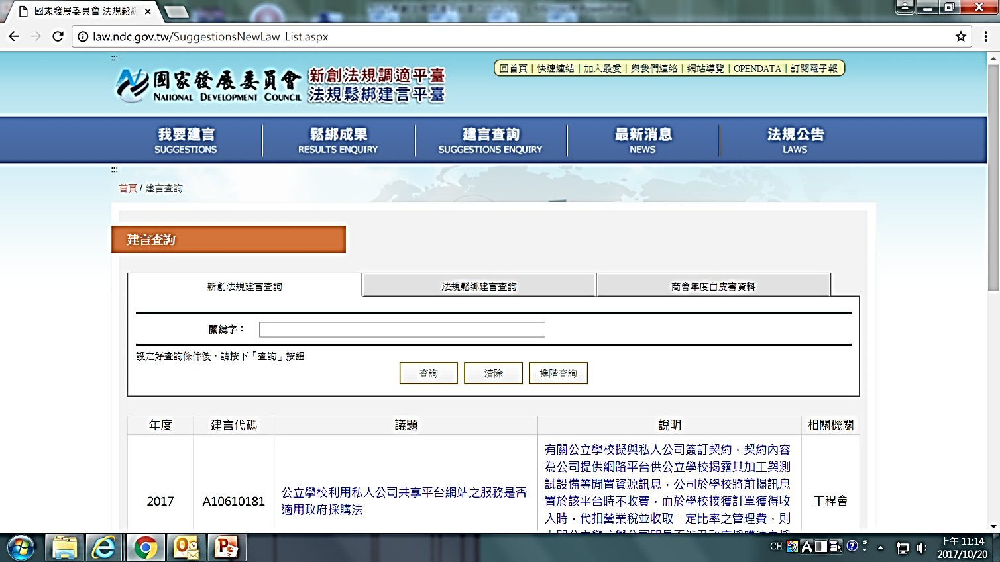 國家發展委員會 法規鬆綁
law.ndc.gov.tw/SuggestionsNewLaw_List.aspx
:::
國家發展委員會
NATIONAL DEVELOPMENT COUNCIL
新創法規調適平臺
法規鬆綁建言平臺
回首頁 | 快速連結 | 加入最愛 | 與我們連絡 | 網站導覽 | OPENDATA | 訂閱電子報
我要建言 鬆綁成果 建言查詢 最新消息 法規公告
SUGGESTIONS RESULTS ENQUIRY SUGGESTIONS ENQUIRY NEWS LAWS
:::
首頁 / 建言查詢
建言查詢
新創法規建言查詢 法規鬆綁建言查詢 商會年度白皮書資料
關鍵字：
設定好查詢條件後，請按下「查詢」按鈕
查詢 清除 進階查詢
年度 建言代碼 議題 說明 相關機關
2017 A10610181
公立學校利用私人公司共享平台網站之服務是否
適用政府採購法
有關公立學校擬與私人公司簽訂契約，契約內容
為公司提供網路平台供公立學校揭露其加工與測
試設備等閒置資源訊息，公司於學校將前揭訊息
置於該平台時不收費，而於學校接獲訂單獲得收
入時，代扣營業稅並收取一定比率之管理費，則
工程會
CH
上午 11:14
2017/10/20